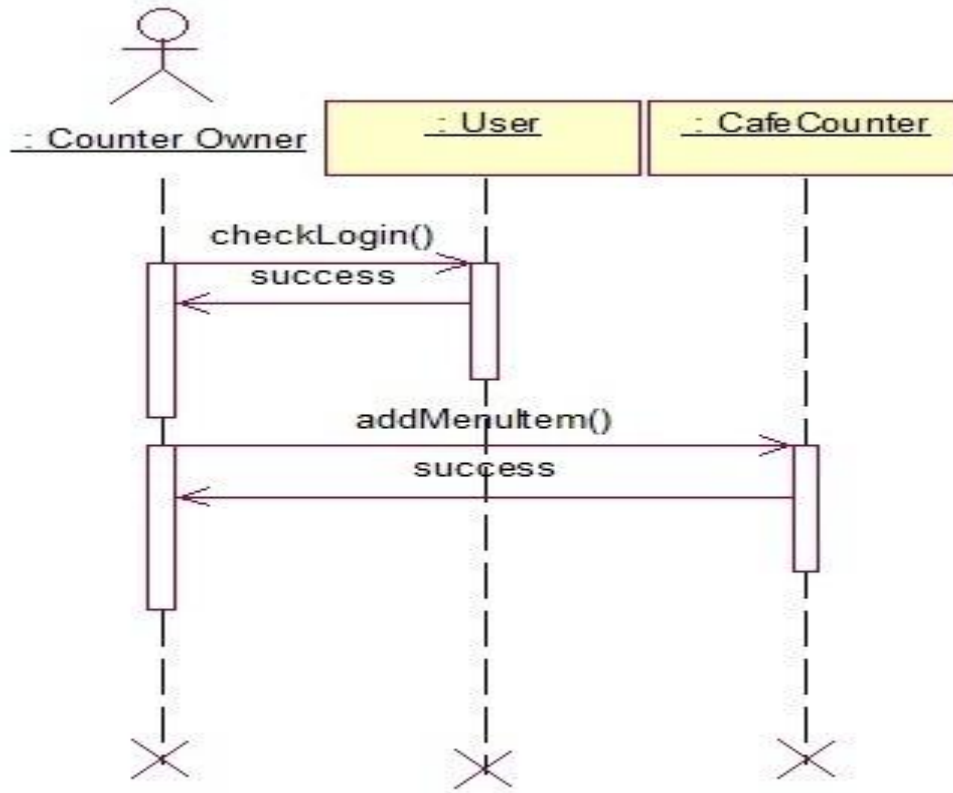 : Counter Owner
: User
: CafeCounter
checkLogin()
success
addMenuItem()
success